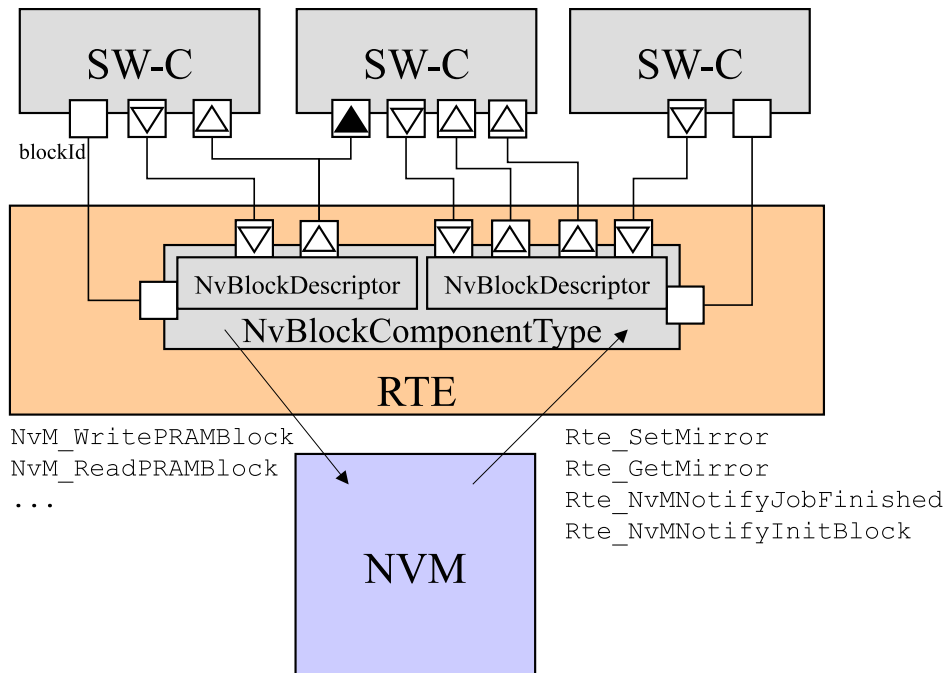 SW-C
SW-C
SW-C
blockId
NvBlockDescriptor
NvBlockDescriptor
NvBlockComponentType
RTE
NvM_WritePRAMBlock
NvM_ReadPRAMBlock
...
Rte_SetMirror
Rte_GetMirror
Rte_NvMNotifyJobFinished
Rte_NvMNotifyInitBlock
NVM